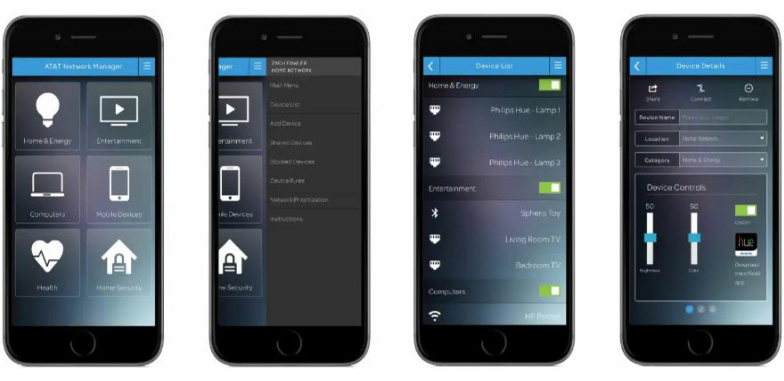 AT&T Network Manager
Home & Energy
Entertainment
Computers
Mobile Devices
Health
Home Security
ager
ZACH FOWLER
HOME NETWORK
Main Menu
Device List
Add Device
Shared Devices
Blocked Devices
Device Rules
Network Prioritization
Instructions
ertainment
ile Devices
me Security
Device List
Home & Energy
Philips Hue - Lamp 1
Philips Hue - Lamp 2
Philips Hue - Lamp 3
Entertainment
Sphero Toy
Living Room TV
Bedroom TV
Computers
HP Printer
Device Details
Share
Connect
Remove
Device Name
Philips Hue - Lamp 1
Location
Home Network
Category
Home & Energy
Device Controls
50
50
Brightness
Color
hue
Download
the official
app